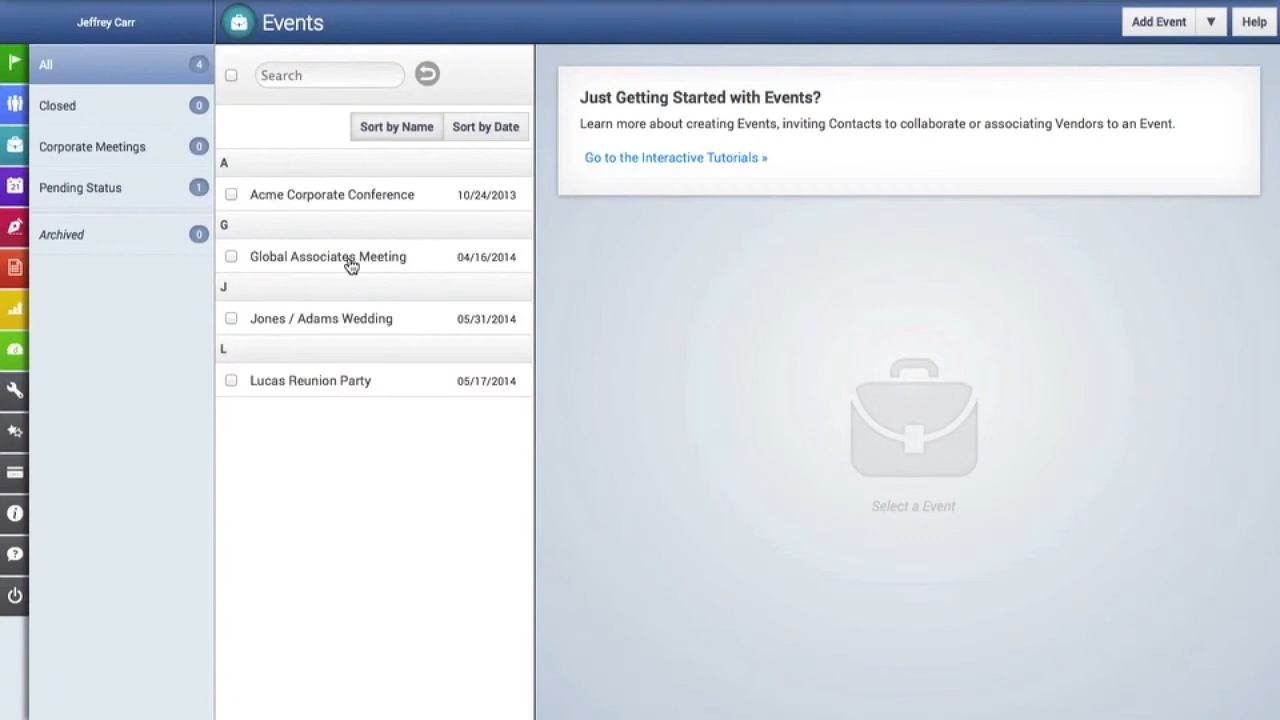 Jeffrey Carr
Events
Add Event ▼ Help
All 4
Closed 0
Corporate Meetings 0
21
Pending Status 1
Archived 0
Search
Sort by Name Sort by Date
A
Acme Corporate Conference 10/24/2013
G
Global Associates Meeting 04/16/2014
J
Jones / Adams Wedding 05/31/2014
L
Lucas Reunion Party 05/17/2014
Just Getting Started with Events?
Learn more about creating Events, inviting Contacts to collaborate or associating Vendors to an Event.
Go to the Interactive Tutorials »
Select a Event